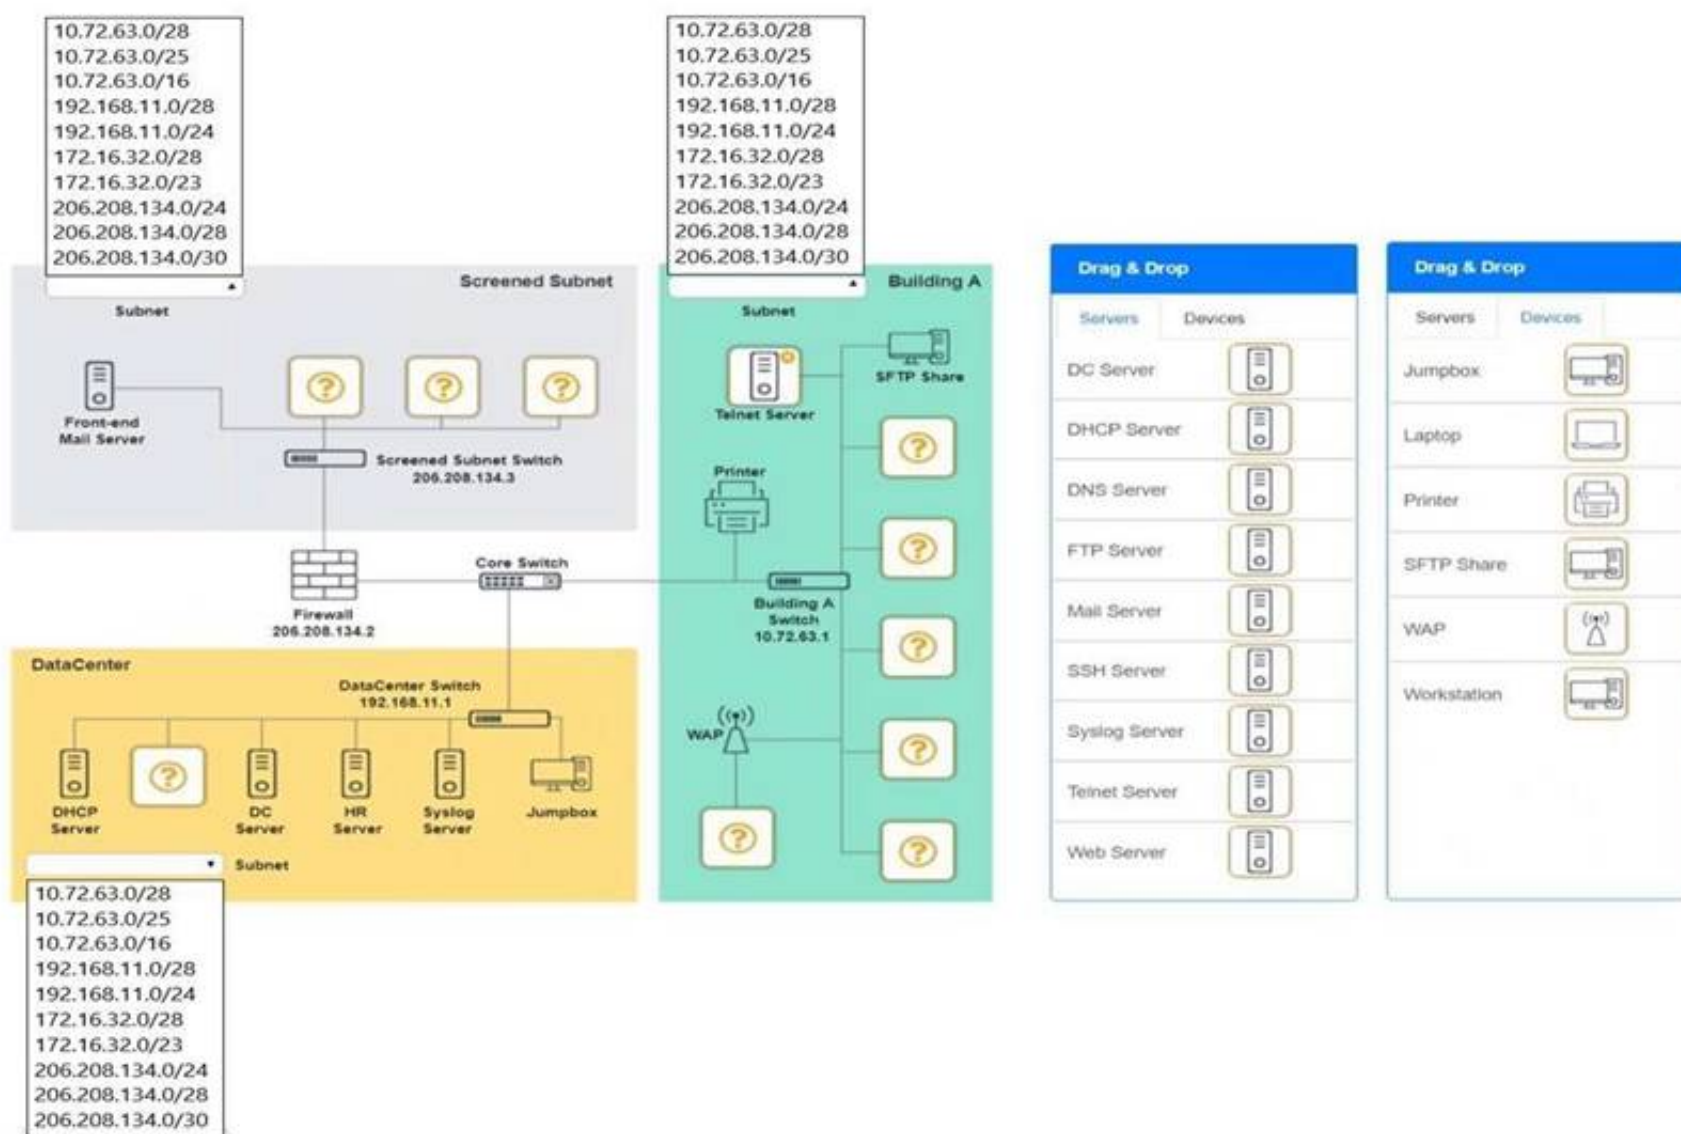 10.72.63.0/28
10.72.63.0/25
10.72.63.0/16
192.168.11.0/28
192.168.11.0/24
172.16.32.0/28
172.16.32.0/23
206.208.134.0/24
206.208.134.0/28
206.208.134.0/30
Screened Subnet
Subnet
Front-end
Mail Server
?
?
?
Screened Subnet Switch
206.208.134.3
Firewall
206.208.134.2
Core Switch
10.72.63.0/28
10.72.63.0/25
10.72.63.0/16
192.168.11.0/28
192.168.11.0/24
172.16.32.0/28
172.16.32.0/23
206.208.134.0/24
206.208.134.0/28
206.208.134.0/30
Building A
Subnet
Telnet Server
SFTP Share
Printer
?
?
Building A
Switch
10.72.63.1
?
WAP
?
?
?
DataCenter
DataCenter Switch
192.168.11.1
DHCP
Server
?
DC
Server
HR
Server
Syslog
Server
Jumpbox
Subnet
10.72.63.0/28
10.72.63.0/25
10.72.63.0/16
192.168.11.0/28
192.168.11.0/24
172.16.32.0/28
172.16.32.0/23
206.208.134.0/24
206.208.134.0/28
206.208.134.0/30
Drag & Drop
Servers Devices
DC Server
DHCP Server
DNS Server
FTP Server
Mail Server
SSH Server
Syslog Server
Telnet Server
Web Server
Drag & Drop
Servers Devices
Jumpbox
Laptop
Printer
SFTP Share
WAP
Workstation